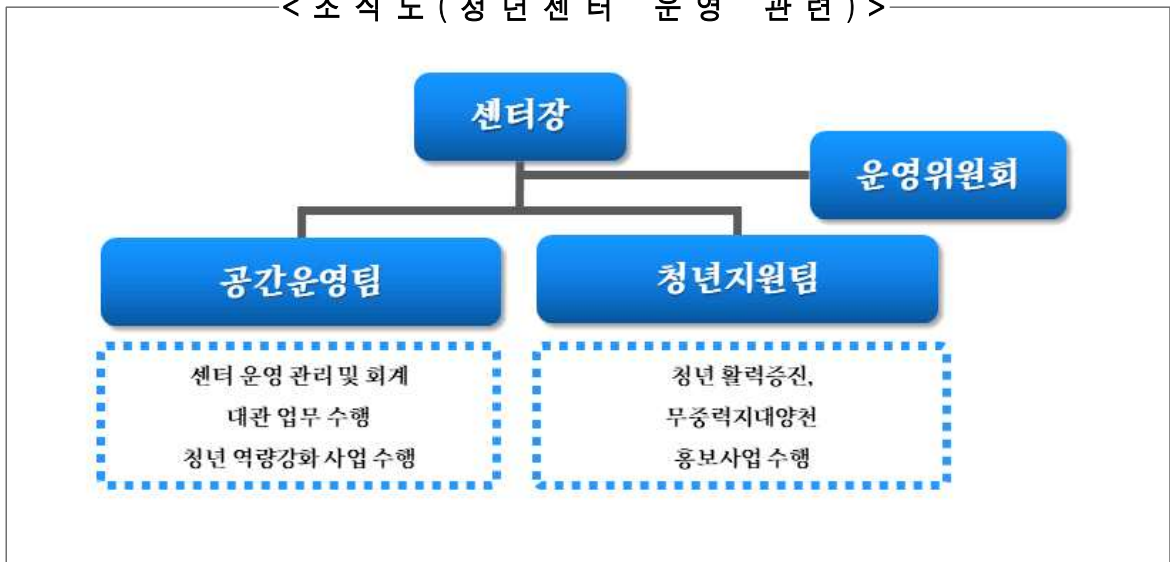 < 조 직 도 ( 청 년 센 터 운 영 관 련 ) >
센터장
운영위원회
공간운영팀
청년지원팀
센터 운영 관리 및 회계
대관 업무 수행
청년 역량강화 사업 수행
청년 활력증진,
무중력지대양천
홍보사업 수행